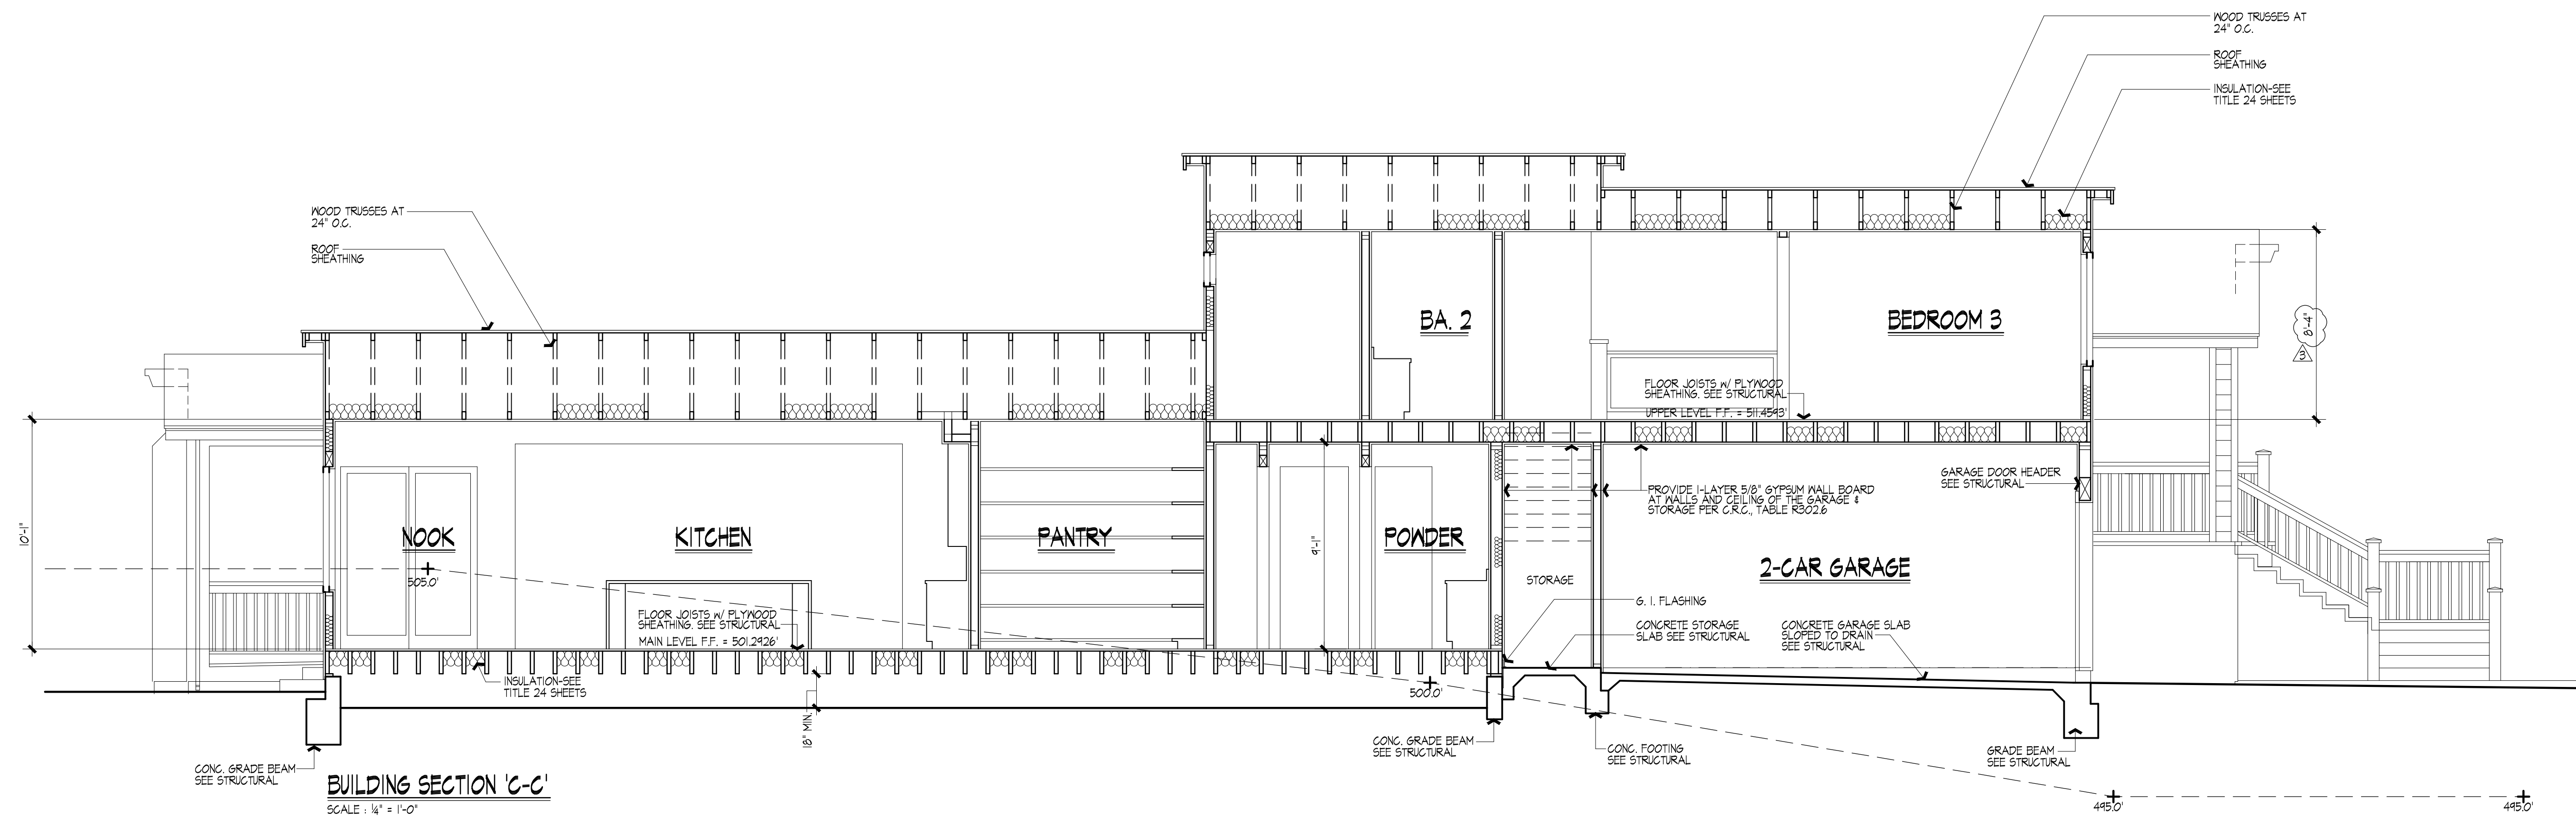 WOOD TRUSSES AT
24" O.C.
ROOF
SHEATHING
INSULATION-SEE
TITLE 24 SHEETS
WOOD TRUSSES AT
24" O.C.
ROOF
SHEATHING
BA. 2
BEDROOM 3
8'-4"
3
FLOOR JOISTS W/ PLYWOOD
SHEATHING. SEE STRUCTURAL
UPPER LEVEL F.F. = 511.4593'
GARAGE DOOR HEADER
SEE STRUCTURAL
PROVIDE 1-LAYER 5/8" GYPSUM WALL BOARD
AT WALLS AND CEILING OF THE GARAGE &
STORAGE PER C.R.C., TABLE R302.6
10'-1"
NOOK
KITCHEN
PANTRY
9'-1"
POWDER
2-CAR GARAGE
505.0'
STORAGE
G. I. FLASHING
FLOOR JOISTS W/ PLYWOOD
SHEATHING. SEE STRUCTURAL
MAIN LEVEL F.F. = 501.2926'
CONCRETE STORAGE
SLAB SEE STRUCTURAL
CONCRETE GARAGE SLAB
SLOPED TO DRAIN
SEE STRUCTURAL
INSULATION-SEE
TITLE 24 SHEETS
500.0'
18" MIN.
CONC. GRADE BEAM
SEE STRUCTURAL
CONC. FOOTING
SEE STRUCTURAL
GRADE BEAM
SEE STRUCTURAL
CONC. GRADE BEAM
SEE STRUCTURAL
BUILDING SECTION 'C-C'
SCALE : 1/4" = 1'-0"
495.0'
495.0'